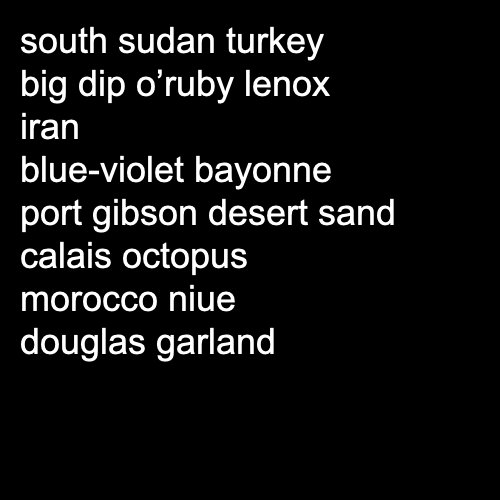 south sudan turkey
big dip o’ruby lenox
iran
blue-violet bayonne
port gibson desert sand
calais octopus
morocco niue
douglas garland